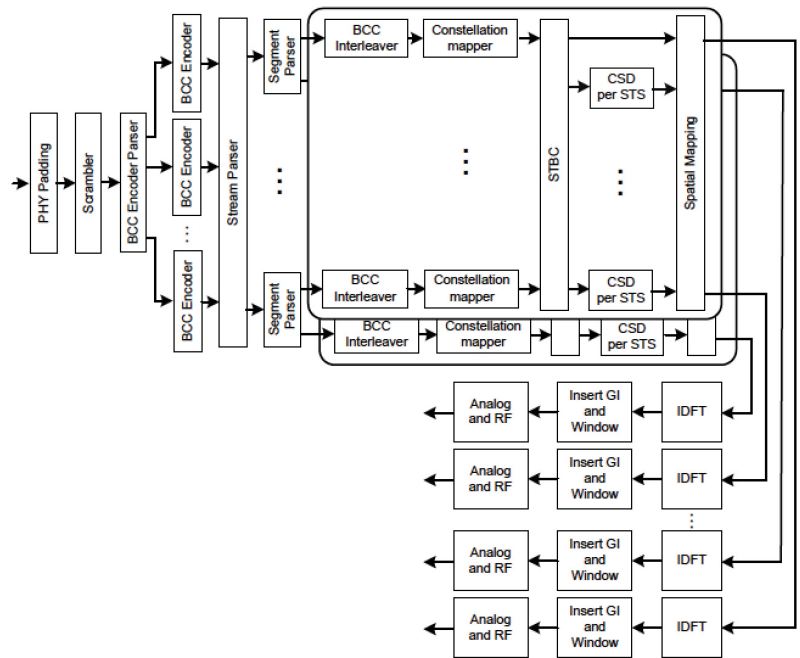 PHY Padding
Scrambler
BCC Encoder Parser
BCC Encoder
BCC Encoder
BCC Encoder
Stream Parser
Segment
Parser
Segment
Parser
BCC
Interleaver
Constellation
mapper
STBC
CSD
per STS
Spatial Mapping
BCC
Interleaver
Constellation
mapper
CSD
per STS
BCC
Interleaver
Constellation
mapper
CSD
per STS
Analog
and RF
Insert GI
and
Window
IDFT
Analog
and RF
Insert GI
and
Window
IDFT
Analog
and RF
Insert GI
and
Window
IDFT
Analog
and RF
Insert GI
and
Window
IDFT